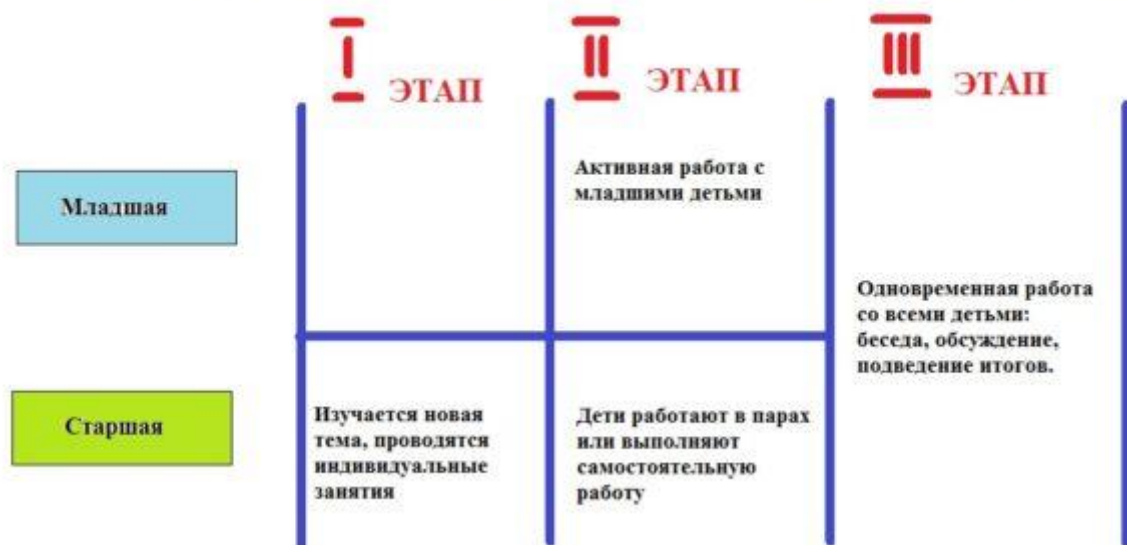 I ЭТАП
II ЭТАП
III ЭТАП
Младшая
Активная работа с
младшими детьми
Одновременная работа
со всеми детьми:
беседа, обсуждение,
подведение итогов.
Старшая
Изучается новая
тема, проводятся
индивидуальные
занятия
Дети работают в парах
или выполняют
самостоятельную
работу